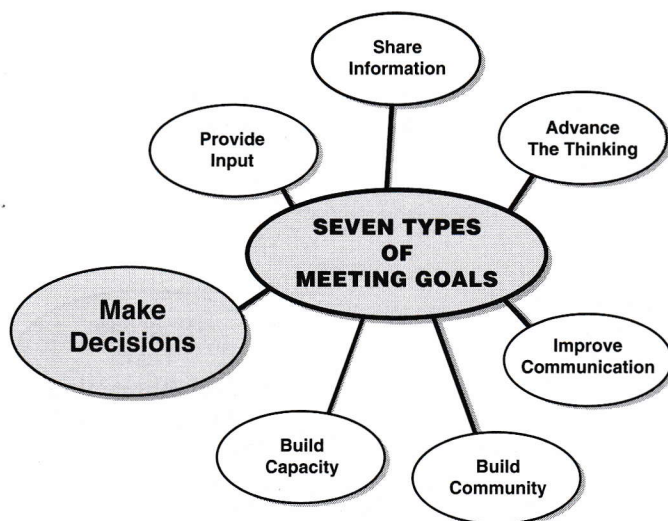 Share
Information
Provide
Input
Advance
The Thinking
SEVEN TYPES
OF
MEETING GOALS
Make
Decisions
Improve
Communication
Build
Capacity
Build
Community